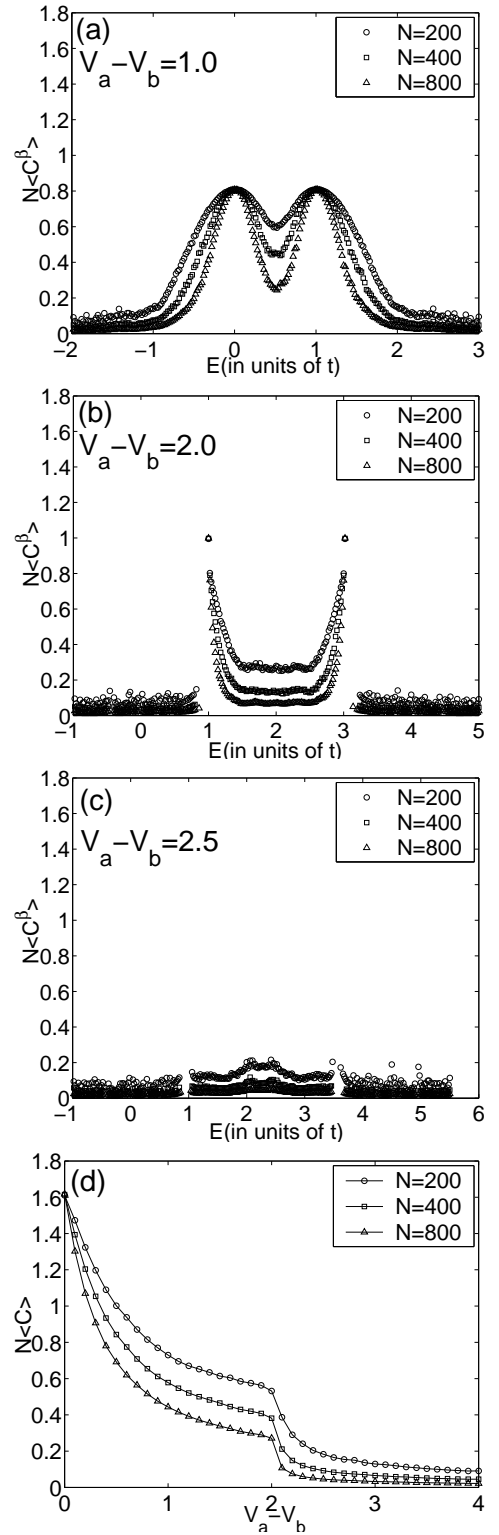 (a)
V_a−V_b=1.0
N=200
N=400
N=800
N<C^β>
1.8
1.6
1.4
1.2
1
0.8
0.6
0.4
0.2
0
−2 −1 0 1 2 3
E(in units of t)
(b)
V_a−V_b=2.0
N=200
N=400
N=800
N<C^β>
1.8
1.6
1.4
1.2
1
0.8
0.6
0.4
0.2
0
−1 0 1 2 3 4 5
E(in units of t)
(c)
V_a−V_b=2.5
N=200
N=400
N=800
N<C^β>
1.8
1.6
1.4
1.2
1
0.8
0.6
0.4
0.2
0
−1 0 1 2 3 4 5 6
E(in units of t)
(d)
N=200
N=400
N=800
N<C>
1.8
1.6
1.4
1.2
1
0.8
0.6
0.4
0.2
0
0 1 2 3 4
V_a−V_b